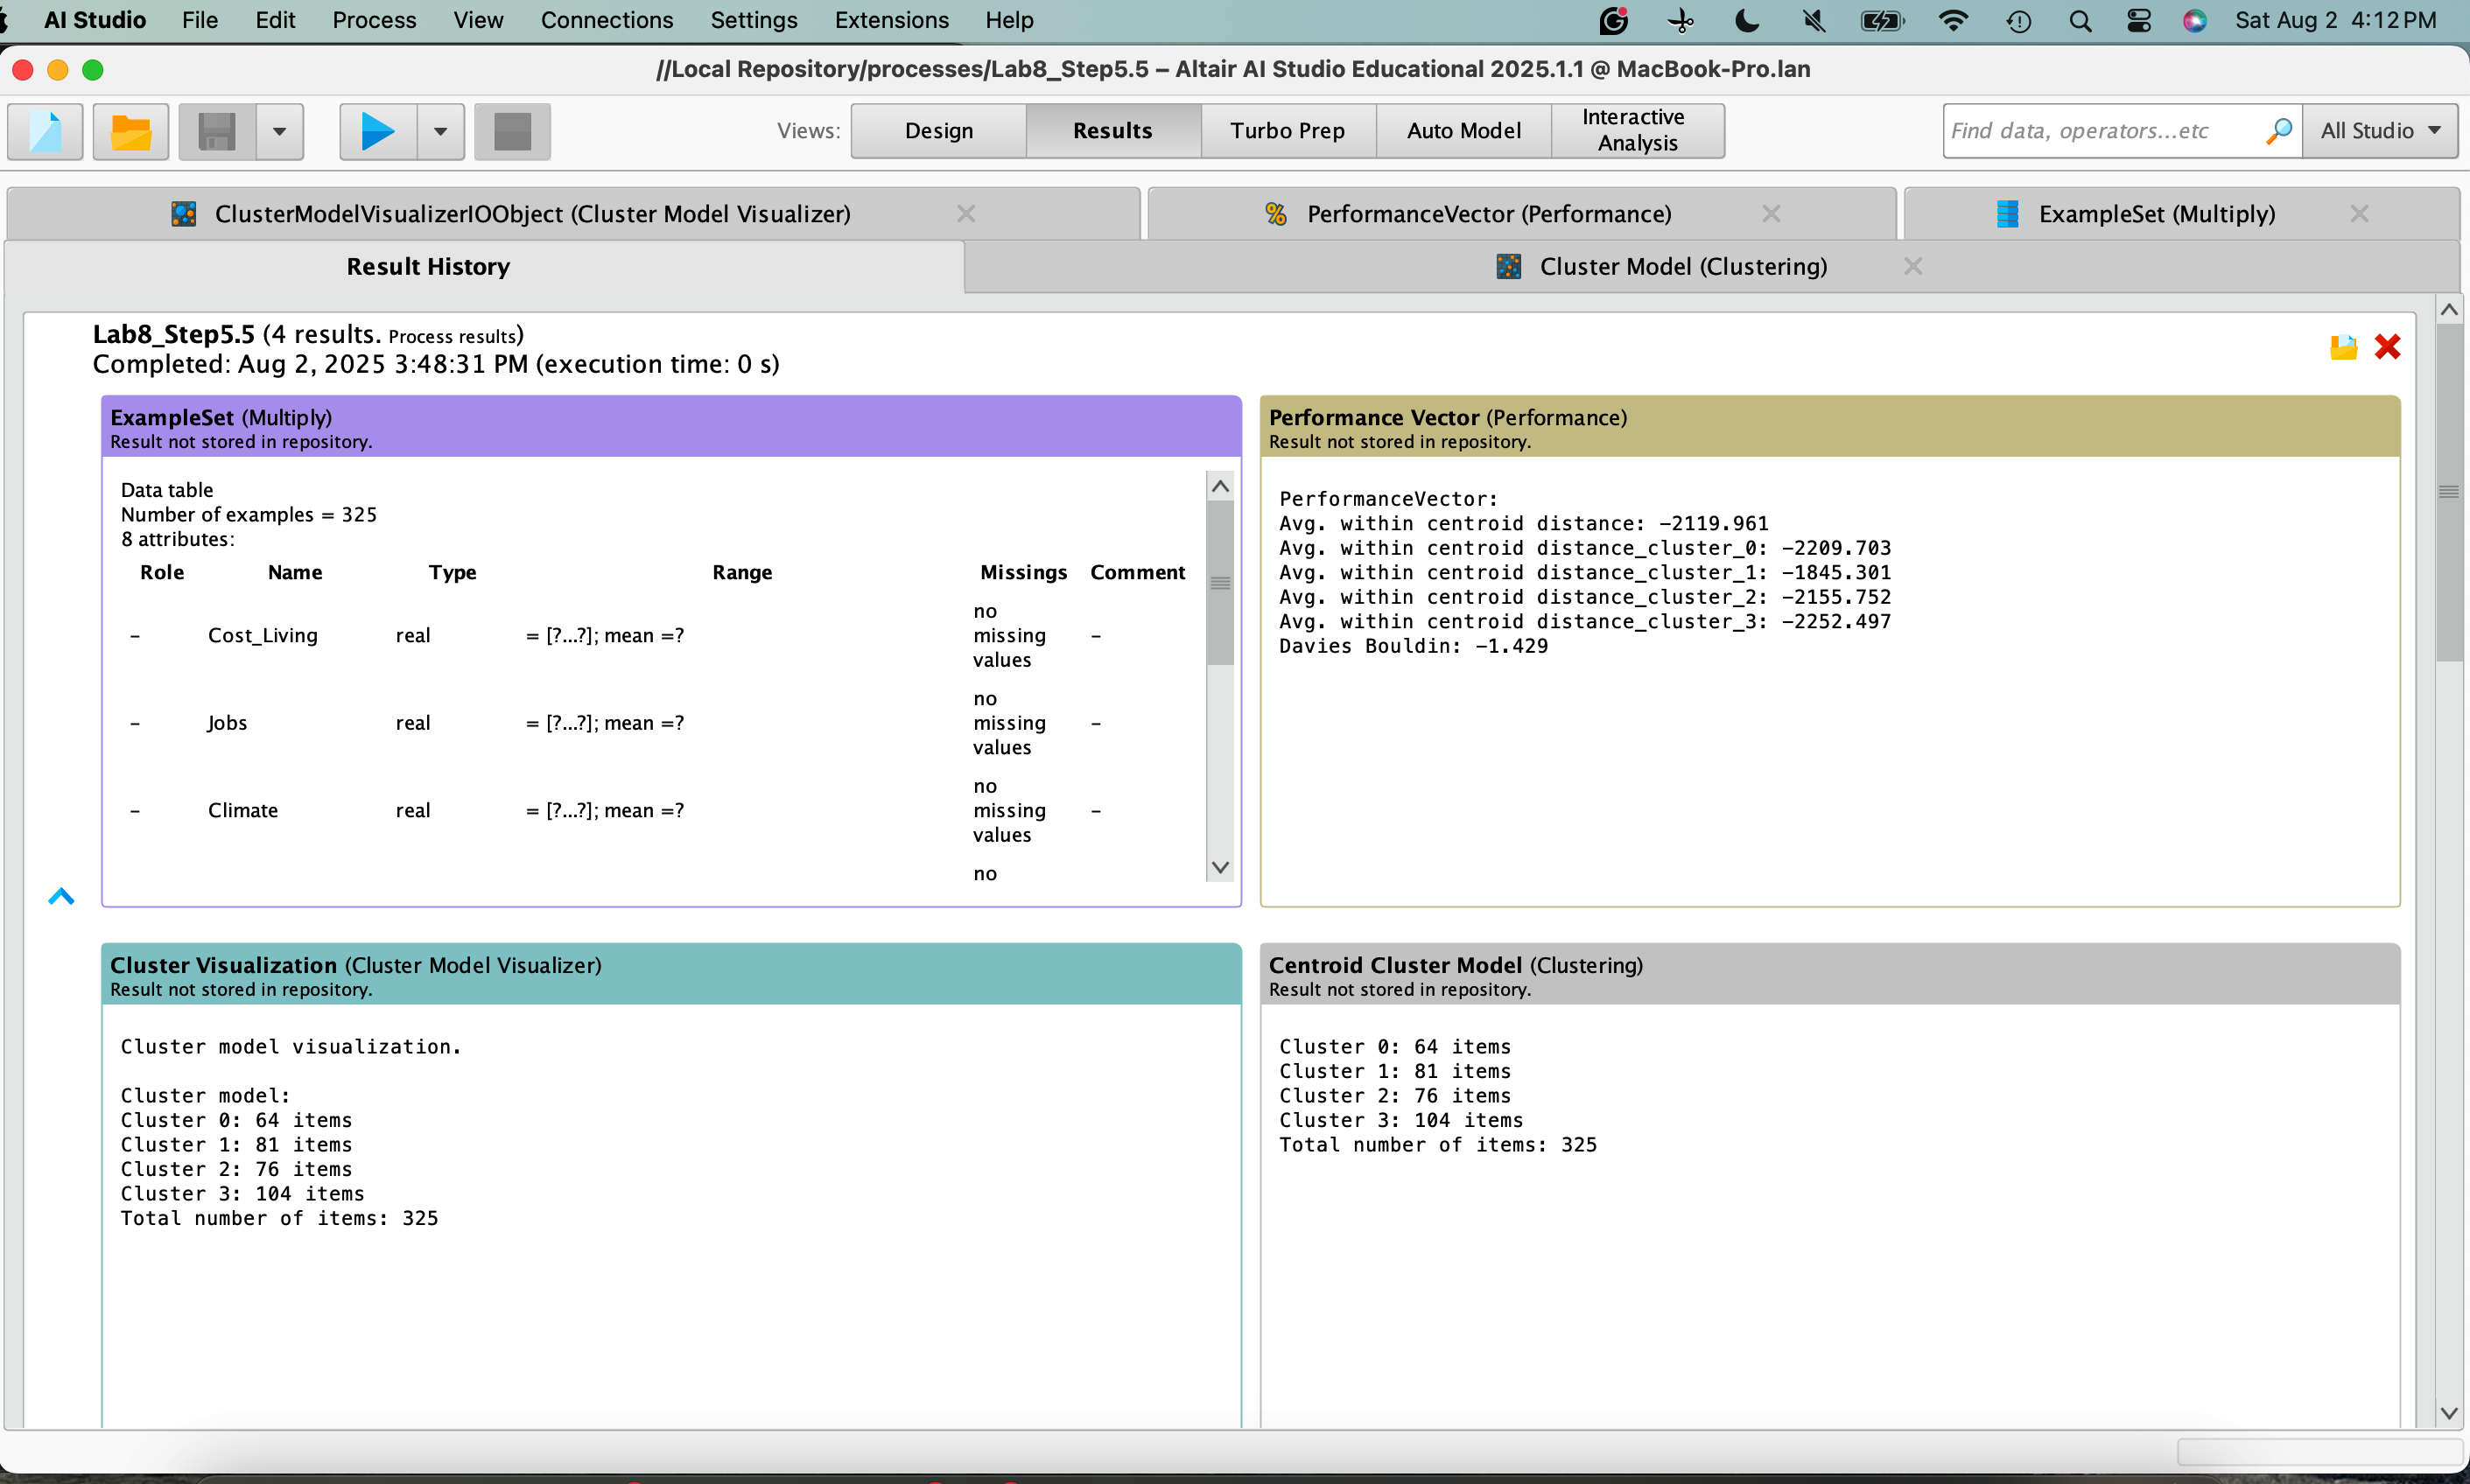 AI Studio File Edit Process View Connections Settings Extensions Help Sat Aug 2 4:12 PM
//Local Repository/processes/Lab8_Step5.5 – Altair AI Studio Educational 2025.1.1 @ MacBook-Pro.lan
Views: Design Results Turbo Prep Auto Model Interactive Analysis Find data, operators...etc All Studio
ClusterModelVisualizerIOObject (Cluster Model Visualizer) PerformanceVector (Performance) ExampleSet (Multiply)
Result History Cluster Model (Clustering)
Lab8_Step5.5 (4 results. Process results)
Completed: Aug 2, 2025 3:48:31 PM (execution time: 0 s)
ExampleSet (Multiply)
Result not stored in repository.
Data table
Number of examples = 325
8 attributes:
Role Name Type Range Missings Comment
– Cost_Living real = [?...?]; mean =? no missing values –
– Jobs real = [?...?]; mean =? no missing values –
– Climate real = [?...?]; mean =? no missing values –
no
Performance Vector (Performance)
Result not stored in repository.
PerformanceVector:
Avg. within centroid distance: -2119.961
Avg. within centroid distance_cluster_0: -2209.703
Avg. within centroid distance_cluster_1: -1845.301
Avg. within centroid distance_cluster_2: -2155.752
Avg. within centroid distance_cluster_3: -2252.497
Davies Bouldin: -1.429
Cluster Visualization (Cluster Model Visualizer)
Result not stored in repository.
Cluster model visualization.
Cluster model:
Cluster 0: 64 items
Cluster 1: 81 items
Cluster 2: 76 items
Cluster 3: 104 items
Total number of items: 325
Centroid Cluster Model (Clustering)
Result not stored in repository.
Cluster 0: 64 items
Cluster 1: 81 items
Cluster 2: 76 items
Cluster 3: 104 items
Total number of items: 325